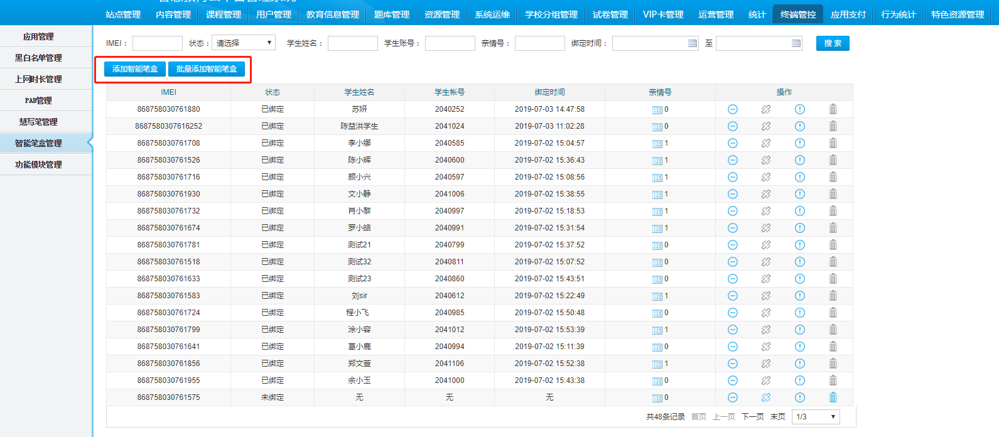 站点管理 内容管理 课程管理 用户管理 教育信息管理 题库管理 资源管理 系统运维 学校分组管理 试卷管理 VIP卡管理 运营管理 统计 终端管控 应用支付 行为统计 特色资源管理
应用管理
黑白名单管理
上网时长管理
PAD管理
慧写笔管理
智能笔盒管理
功能模块管理
IMEI： 状态： 请选择 学生姓名： 学生账号： 亲情号： 绑定时间： 至 搜 索
添加智能笔盒 批量添加智能笔盒
IMEI 状态 学生姓名 学生帐号 绑定时间 亲情号 操作
868758030761880 已绑定 苏妍 2040252 2019-07-03 14:47:58 0
8687580307616252 已绑定 陈益洪学生 2041024 2019-07-03 11:02:28 0
868758030761708 已绑定 李小娜 2040585 2019-07-02 15:04:57 1
868758030761526 已绑定 陈小辉 2040600 2019-07-02 15:36:43 1
868758030761716 已绑定 颜小兴 2040597 2019-07-02 15:08:56 1
868758030761930 已绑定 文小静 2041006 2019-07-02 15:38:55 1
868758030761732 已绑定 肖小黎 2040997 2019-07-02 15:18:53 1
868758030761674 已绑定 罗小皓 2040991 2019-07-02 15:31:54 1
868758030761781 已绑定 测试21 2040799 2019-07-02 15:37:52 0
868758030761518 已绑定 测试32 2040811 2019-07-02 15:07:52 0
868758030761633 已绑定 测试23 2040860 2019-07-02 15:43:51 0
868758030761583 已绑定 刘sir 2040612 2019-07-02 15:22:49 1
868758030761724 已绑定 程小飞 2040985 2019-07-02 15:50:48 0
868758030761799 已绑定 涂小容 2041012 2019-07-02 15:53:39 1
868758030761641 已绑定 葛小鹿 2040994 2019-07-02 15:11:39 0
868758030761856 已绑定 郑文萱 2041106 2019-07-02 15:52:38 1
868758030761955 已绑定 余小玉 2041000 2019-07-02 15:43:38 0
868758030761575 未绑定 无 无 无 0
共48条记录 首页 上一页 下一页 末页 1/3